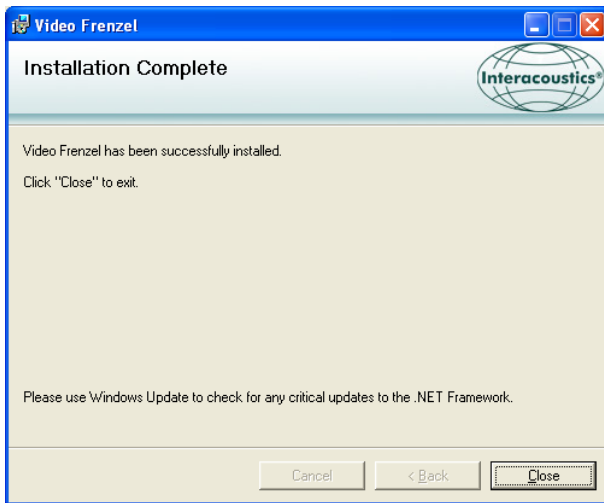 Video Frenzel
Installation Complete
Interacoustics®
Video Frenzel has been successfully installed.
Click "Close" to exit.
Please use Windows Update to check for any critical updates to the .NET Framework.
Cancel
< Back
Close